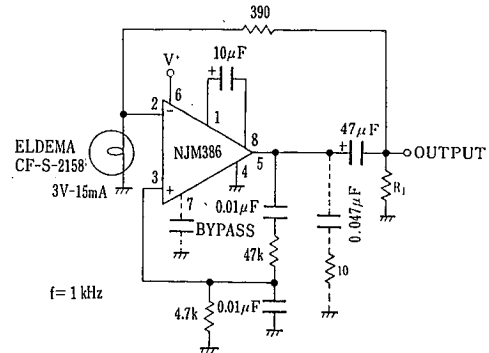 390
V+
10μF
+
6
2
1
−
8
ELDEMA
CF-S-2158
3V-15mA
NJM386
5
4
47μF
+
OUTPUT
R1
3
+
7
0.01μF
0.047μF
BYPASS
47k
10
f= 1 kHz
4.7k
0.01μF